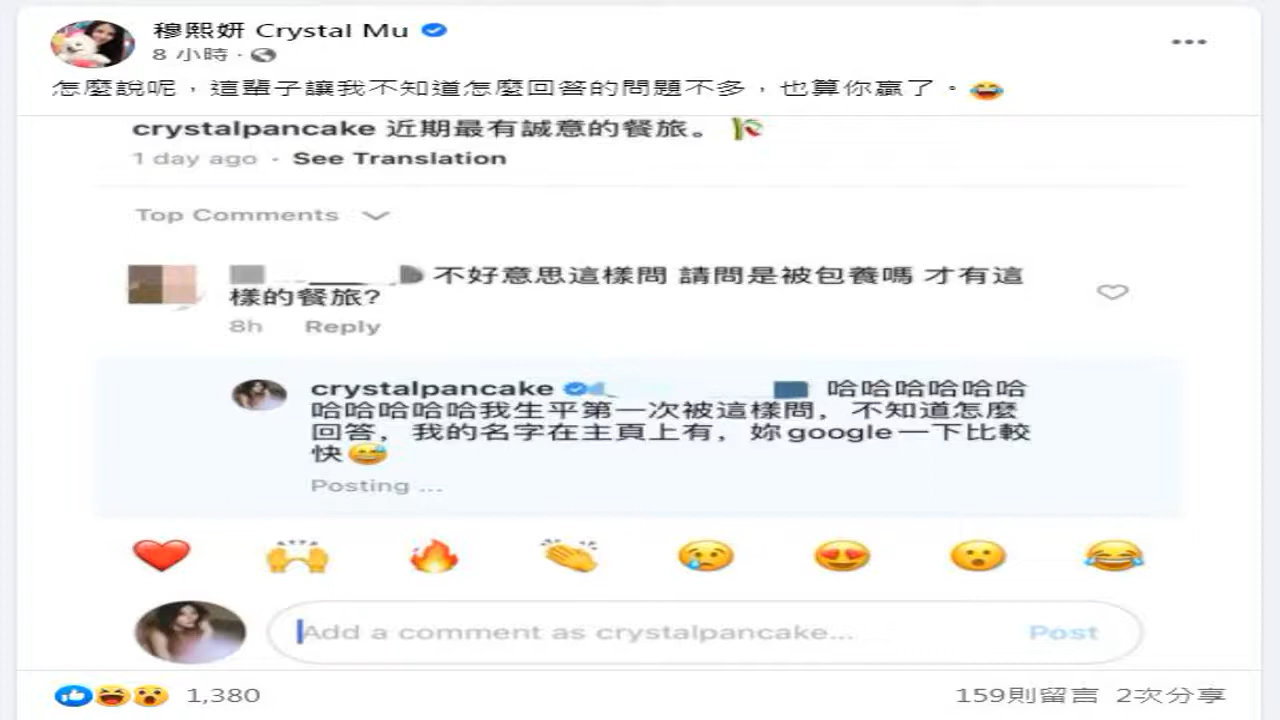 穆熙妍 Crystal Mu
8 小時 ·
怎麼說呢，這輩子讓我不知道怎麼回答的問題不多，也算你贏了。😂
crystalpancake 近期最有誠意的餐旅。🎋
1 day ago · See Translation
Top Comments
不好意思這樣問 請問是被包養嗎 才有這
樣的餐旅?
8h Reply
crystalpancake 哈哈哈哈哈哈
哈哈哈哈哈我生平第一次被這樣問，不知道怎麼
回答，我的名字在主頁上有，妳google一下比較
快😅
Posting ...
❤️ 🙌 🔥 👏 😢 😍 😮 😂
Add a comment as crystalpancake... Post
1,380 159則留言 2次分享